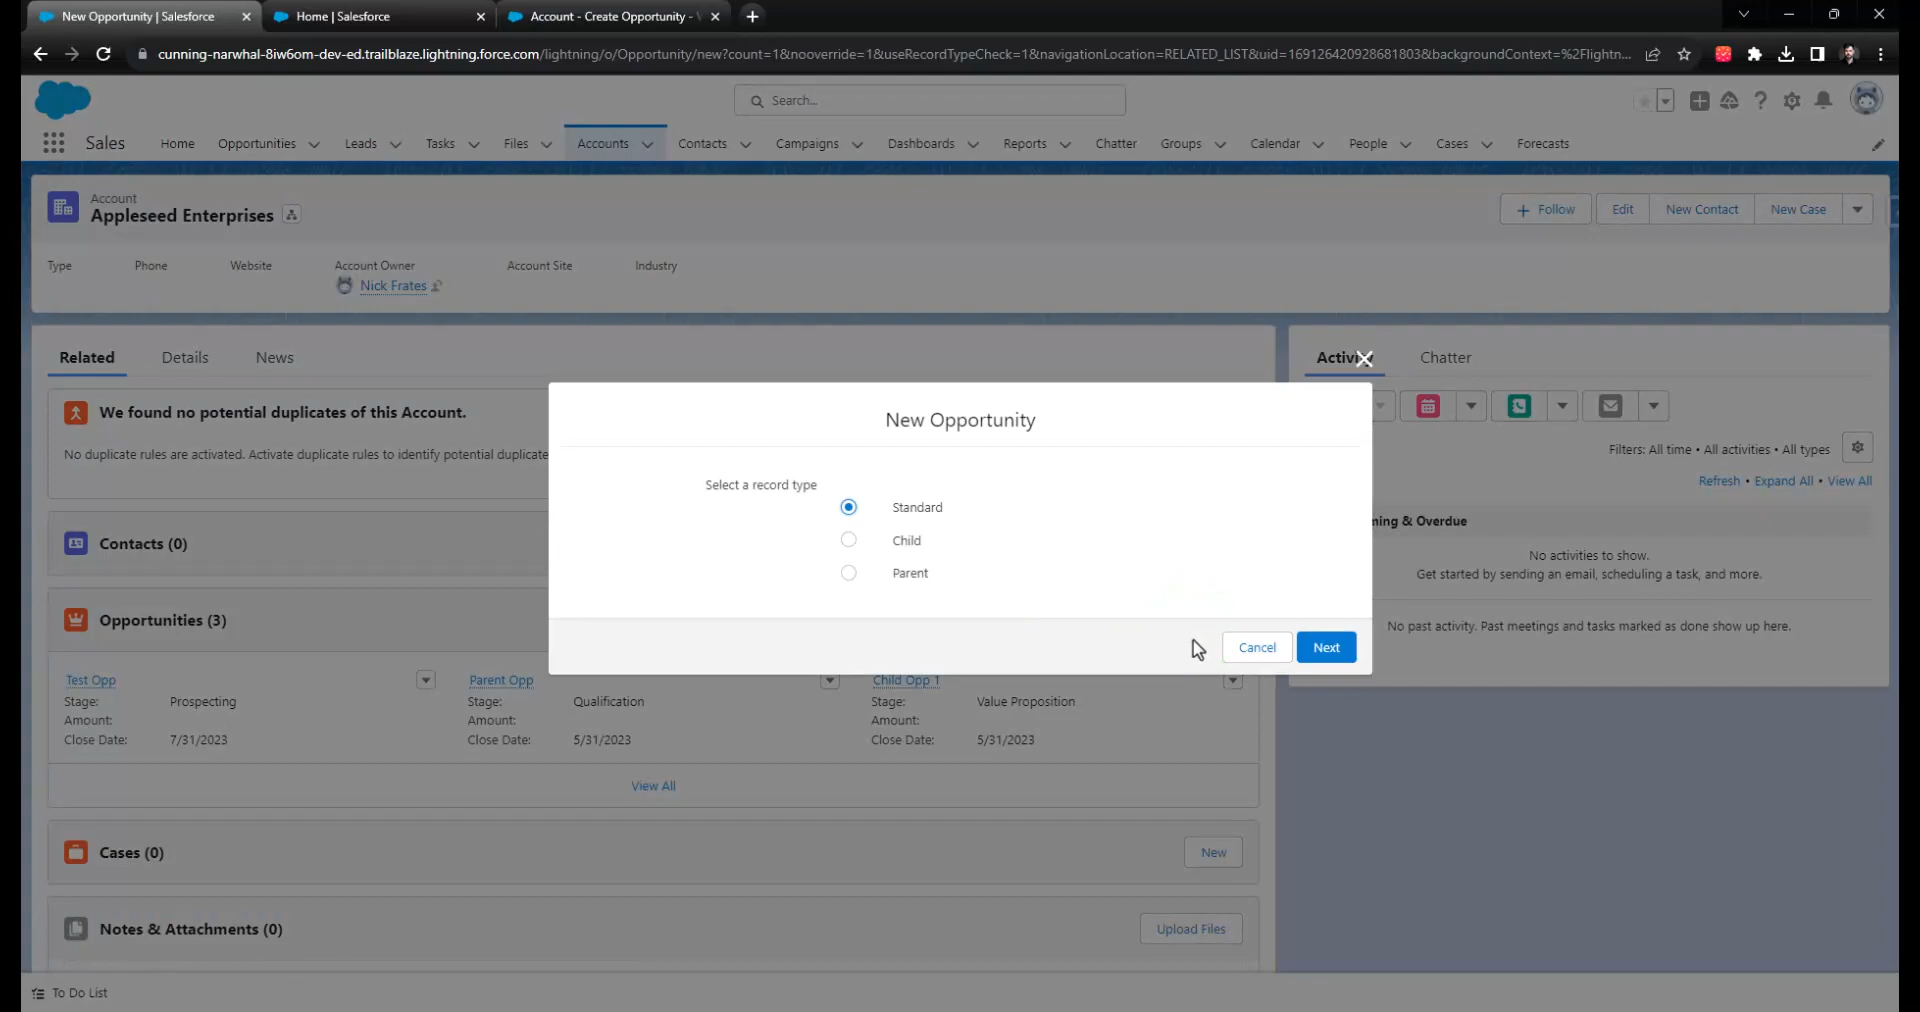 New Opportunity | Salesforce
Home | Salesforce
Account - Create Opportunity -
cunning-narwhal-8iw6om-dev-ed.trailblaze.lightning.force.com/lightning/o/Opportunity/new?count=1&nooverride=1&useRecordTypeCheck=1&navigationLocation=RELATED_LIST&uid=169126420928681803&backgroundContext=%2Flightn...
Search...
Sales
Home
Opportunities
Leads
Tasks
Files
Accounts
Contacts
Campaigns
Dashboards
Reports
Chatter
Groups
Calendar
People
Cases
Forecasts
Account
Appleseed Enterprises
+ Follow
Edit
New Contact
New Case
Type
Phone
Website
Account Owner
Account Site
Industry
Nick Frates
Related
Details
News
Activity
Chatter
We found no potential duplicates of this Account.
No duplicate rules are activated. Activate duplicate rules to identify potential duplicate
New Opportunity
Select a record type
Standard
Child
Parent
Cancel
Next
Filters: All time • All activities • All types
Refresh • Expand All • View All
ming & Overdue
No activities to show.
Get started by sending an email, scheduling a task, and more.
No past activity. Past meetings and tasks marked as done show up here.
Contacts (0)
Opportunities (3)
Test Opp
Stage: Prospecting
Amount:
Close Date: 7/31/2023
Parent Opp
Stage: Qualification
Amount:
Close Date: 5/31/2023
Child Opp 1
Stage: Value Proposition
Amount:
Close Date: 5/31/2023
View All
Cases (0)
New
Notes & Attachments (0)
Upload Files
To Do List